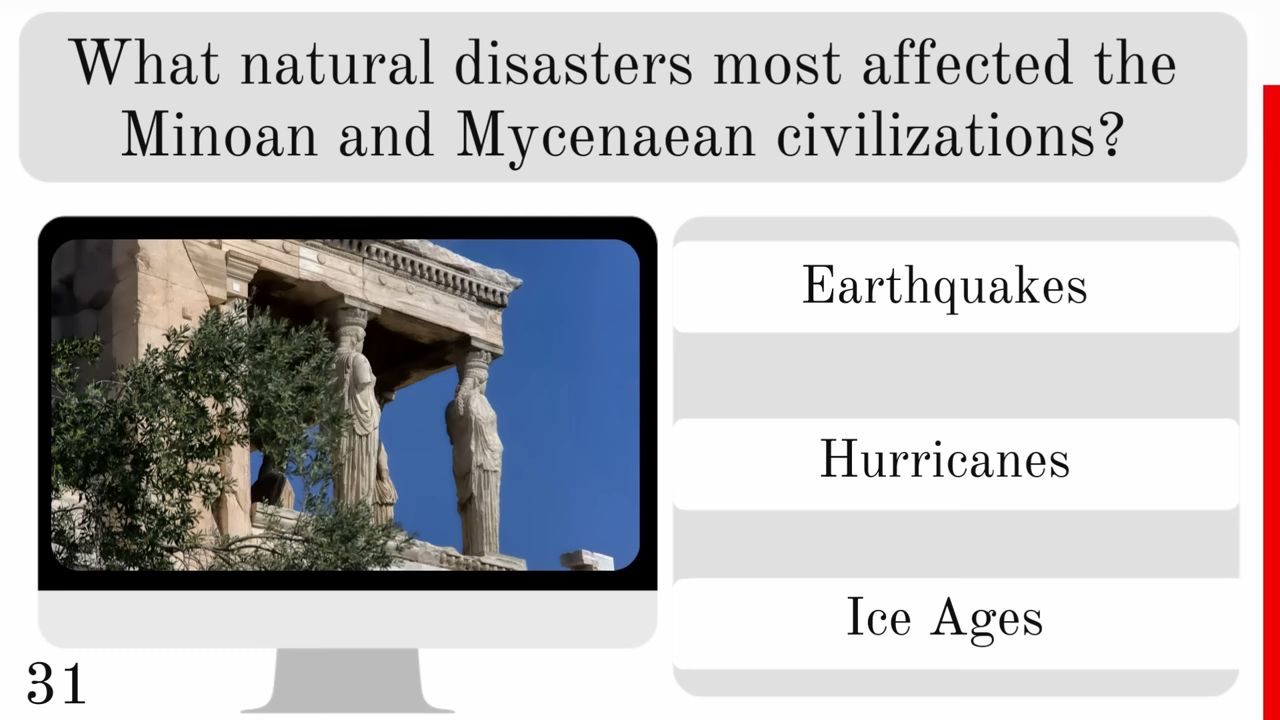 What natural disasters most affected the
Minoan and Mycenaean civilizations?
Earthquakes
Hurricanes
Ice Ages
31